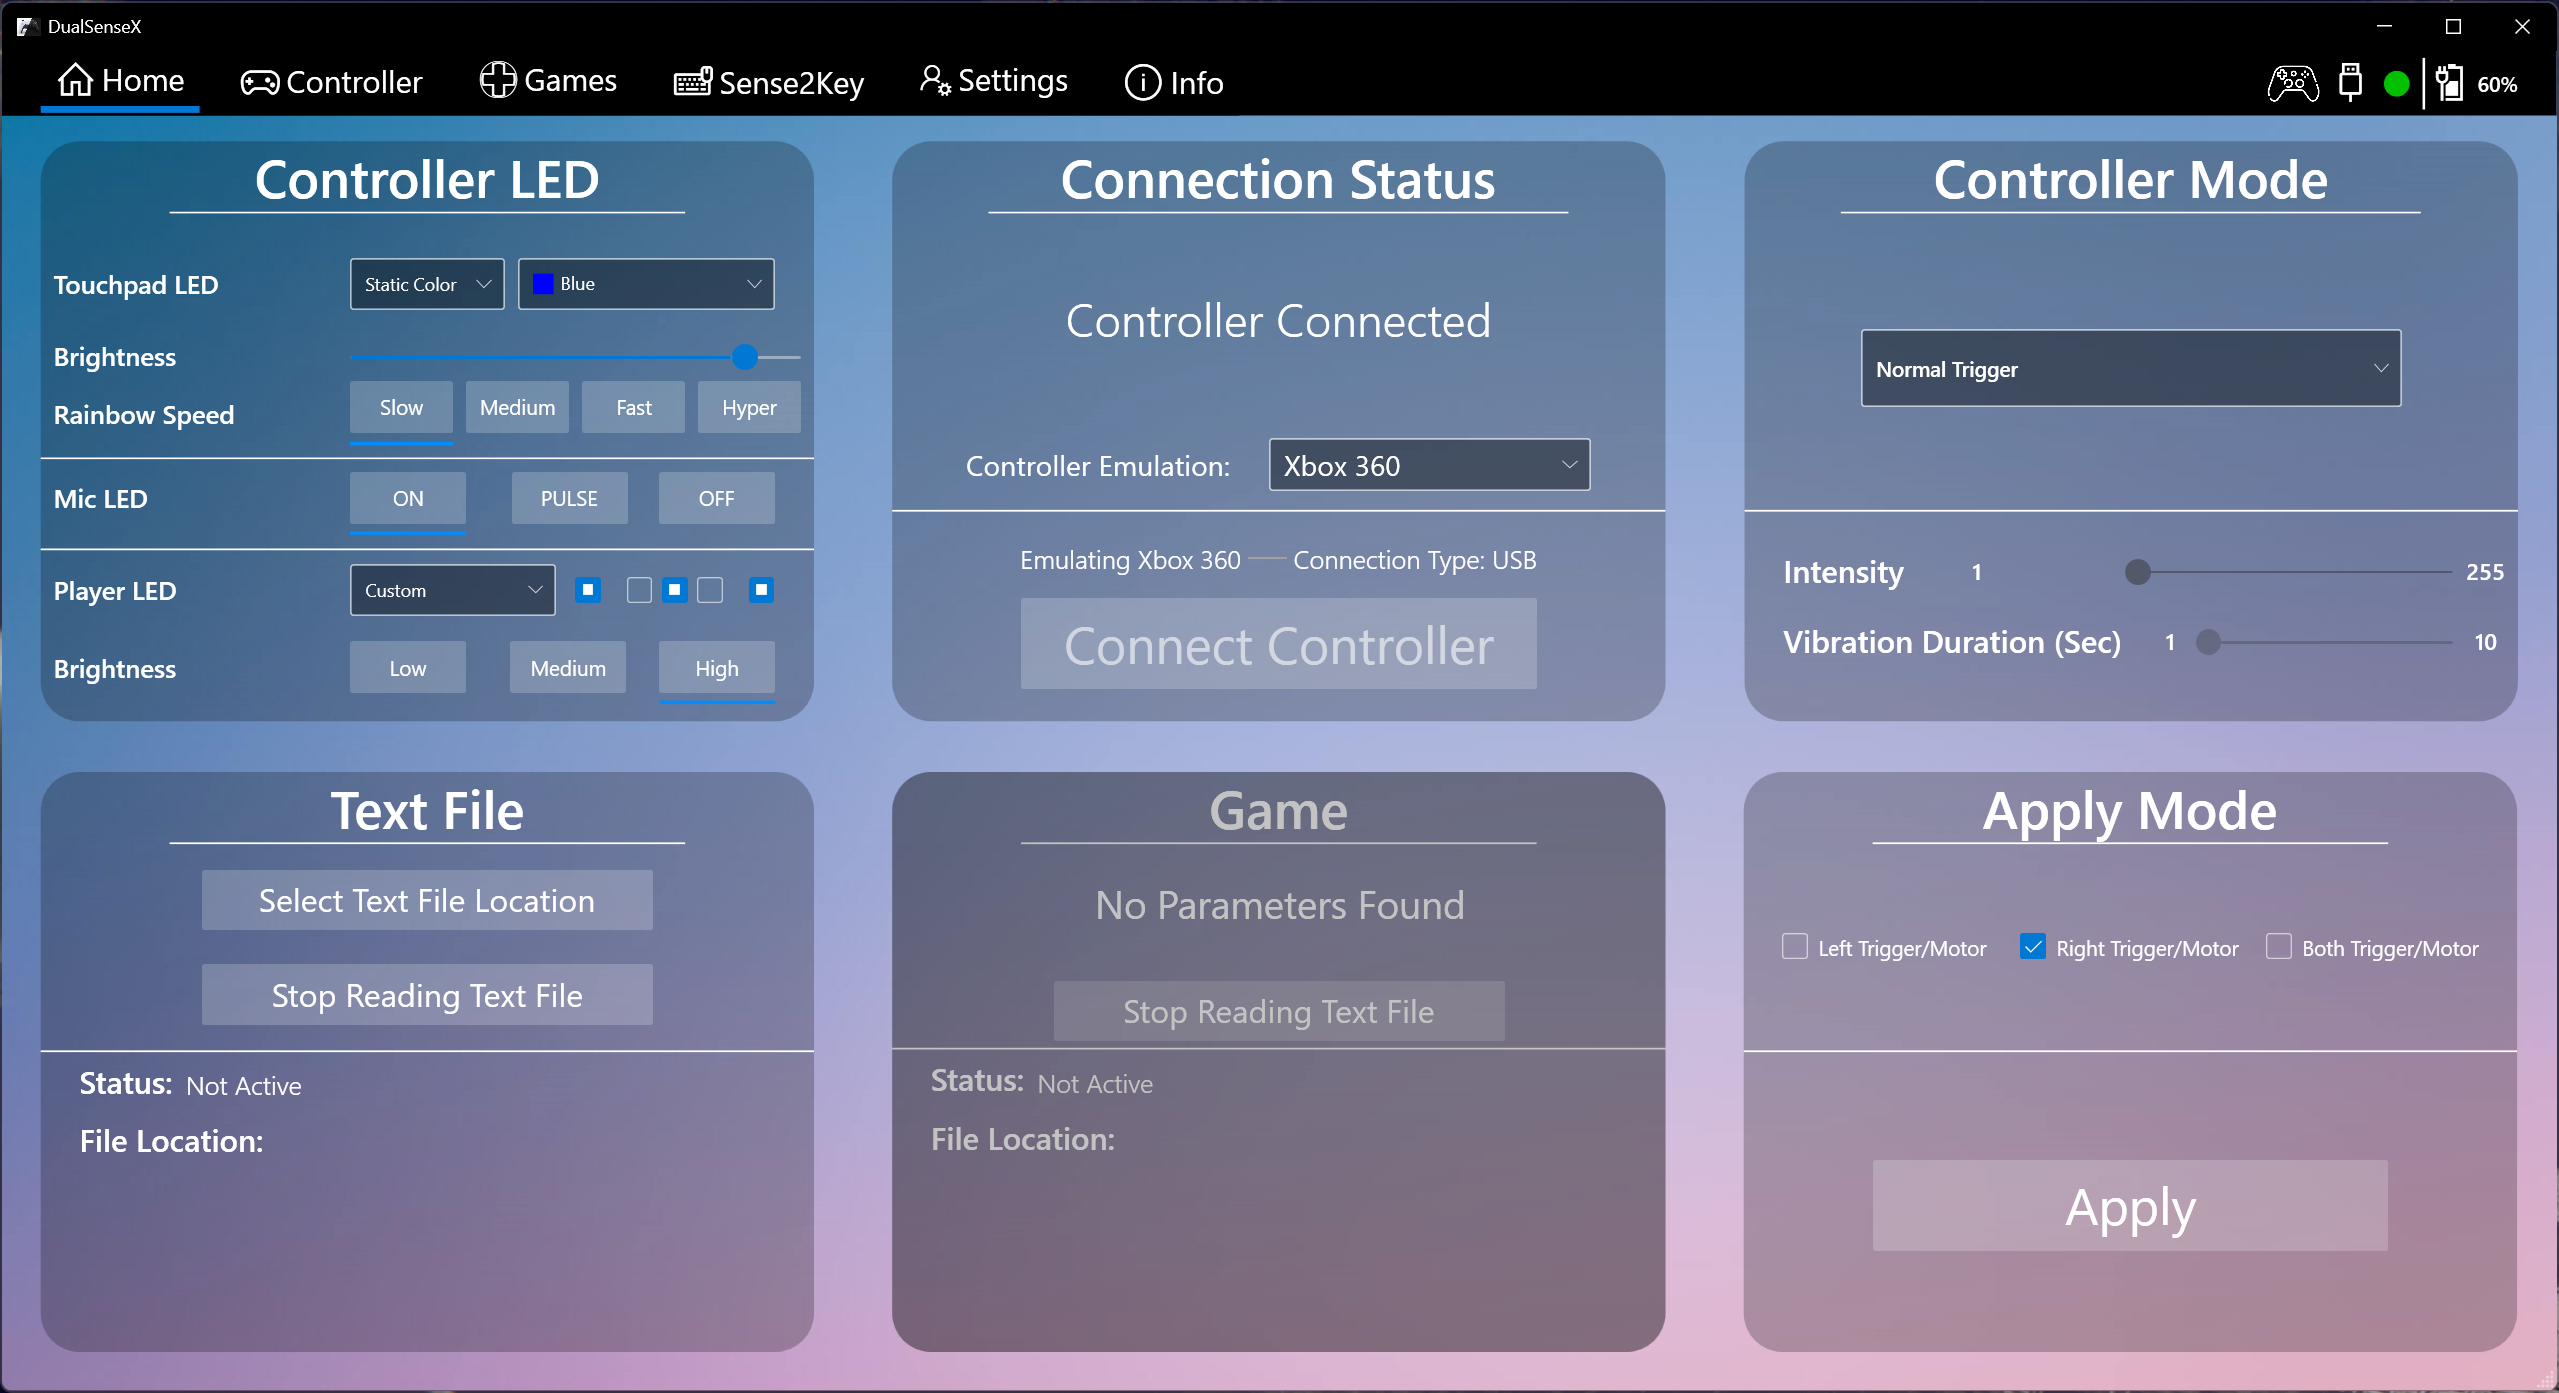 DualSenseX
Home Controller Games Sense2Key Settings Info 60%
Controller LED
Touchpad LED Static Color Blue
Brightness
Rainbow Speed Slow Medium Fast Hyper
Mic LED ON PULSE OFF
Player LED Custom
Brightness Low Medium High
Connection Status
Controller Connected
Controller Emulation: Xbox 360
Emulating Xbox 360 Connection Type: USB
Connect Controller
Controller Mode
Normal Trigger
Intensity 1 255
Vibration Duration (Sec) 1 10
Text File
Select Text File Location
Stop Reading Text File
Status: Not Active
File Location:
Game
No Parameters Found
Stop Reading Text File
Status: Not Active
File Location:
Apply Mode
Left Trigger/Motor Right Trigger/Motor Both Trigger/Motor
Apply